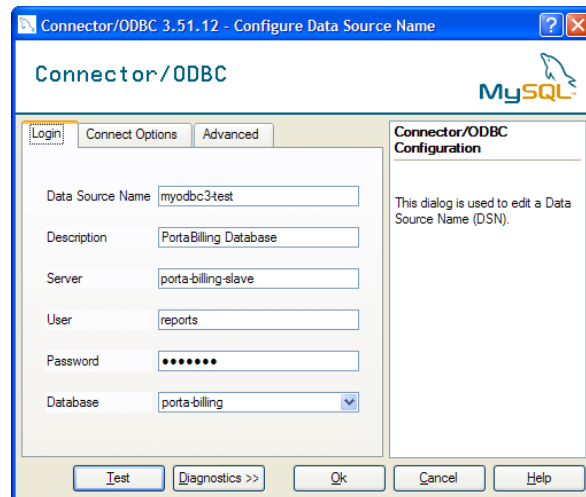 Connector/ODBC 3.51.12 - Configure Data Source Name
Connector/ODBC
MySQL
Login
Connect Options
Advanced
Data Source Name
myodbc3-test
Description
PortaBilling Database
Server
porta-billing-slave
User
reports
Password
•••••••
Database
porta-billing
Connector/ODBC
Configuration
This dialog is used to edit a Data
Source Name (DSN).
Test
Diagnostics >>
Ok
Cancel
Help